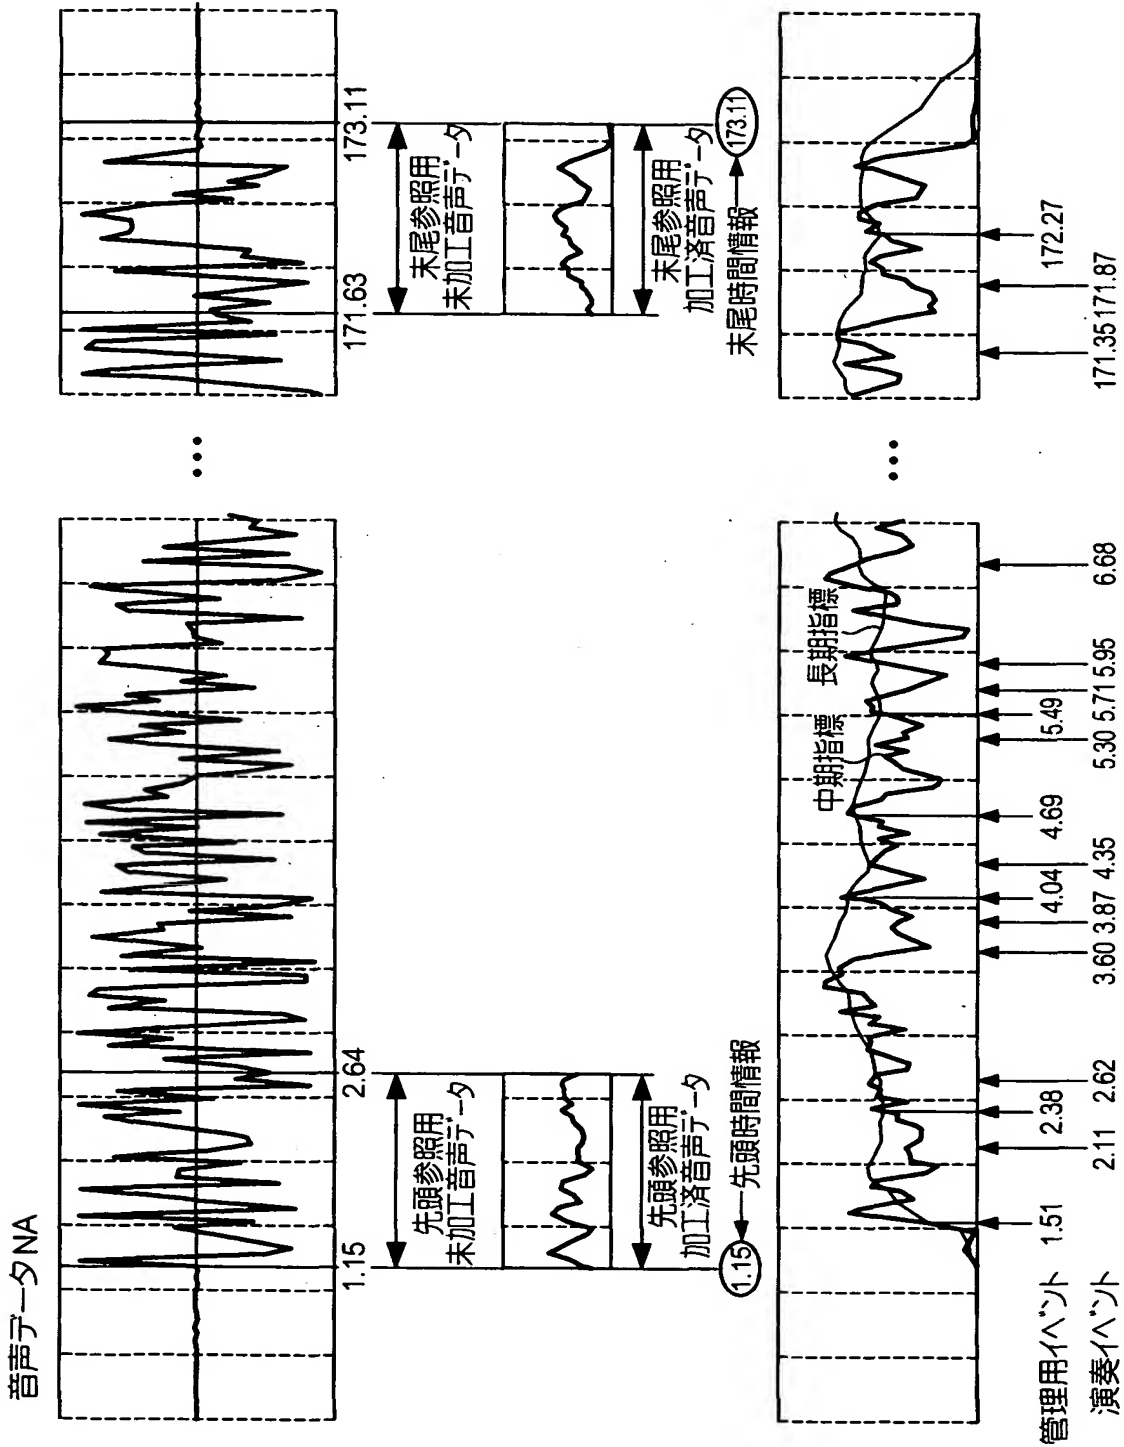 音声データNA
1.15
2.64
171.63
173.11
先頭参照用
未加工音声データ
末尾参照用
未加工音声データ
先頭参照用
加工済音声データ
末尾参照用
加工済音声データ
1.15
先頭時間情報
末尾時間情報
173.11
中期指標
長期指標
管理用イベント
1.51
2.38
4.04
4.69
5.49
172.27
演奏イベント
2.11
2.62
3.60
3.87
4.35
5.30
5.71
5.95
6.68
171.35
171.87